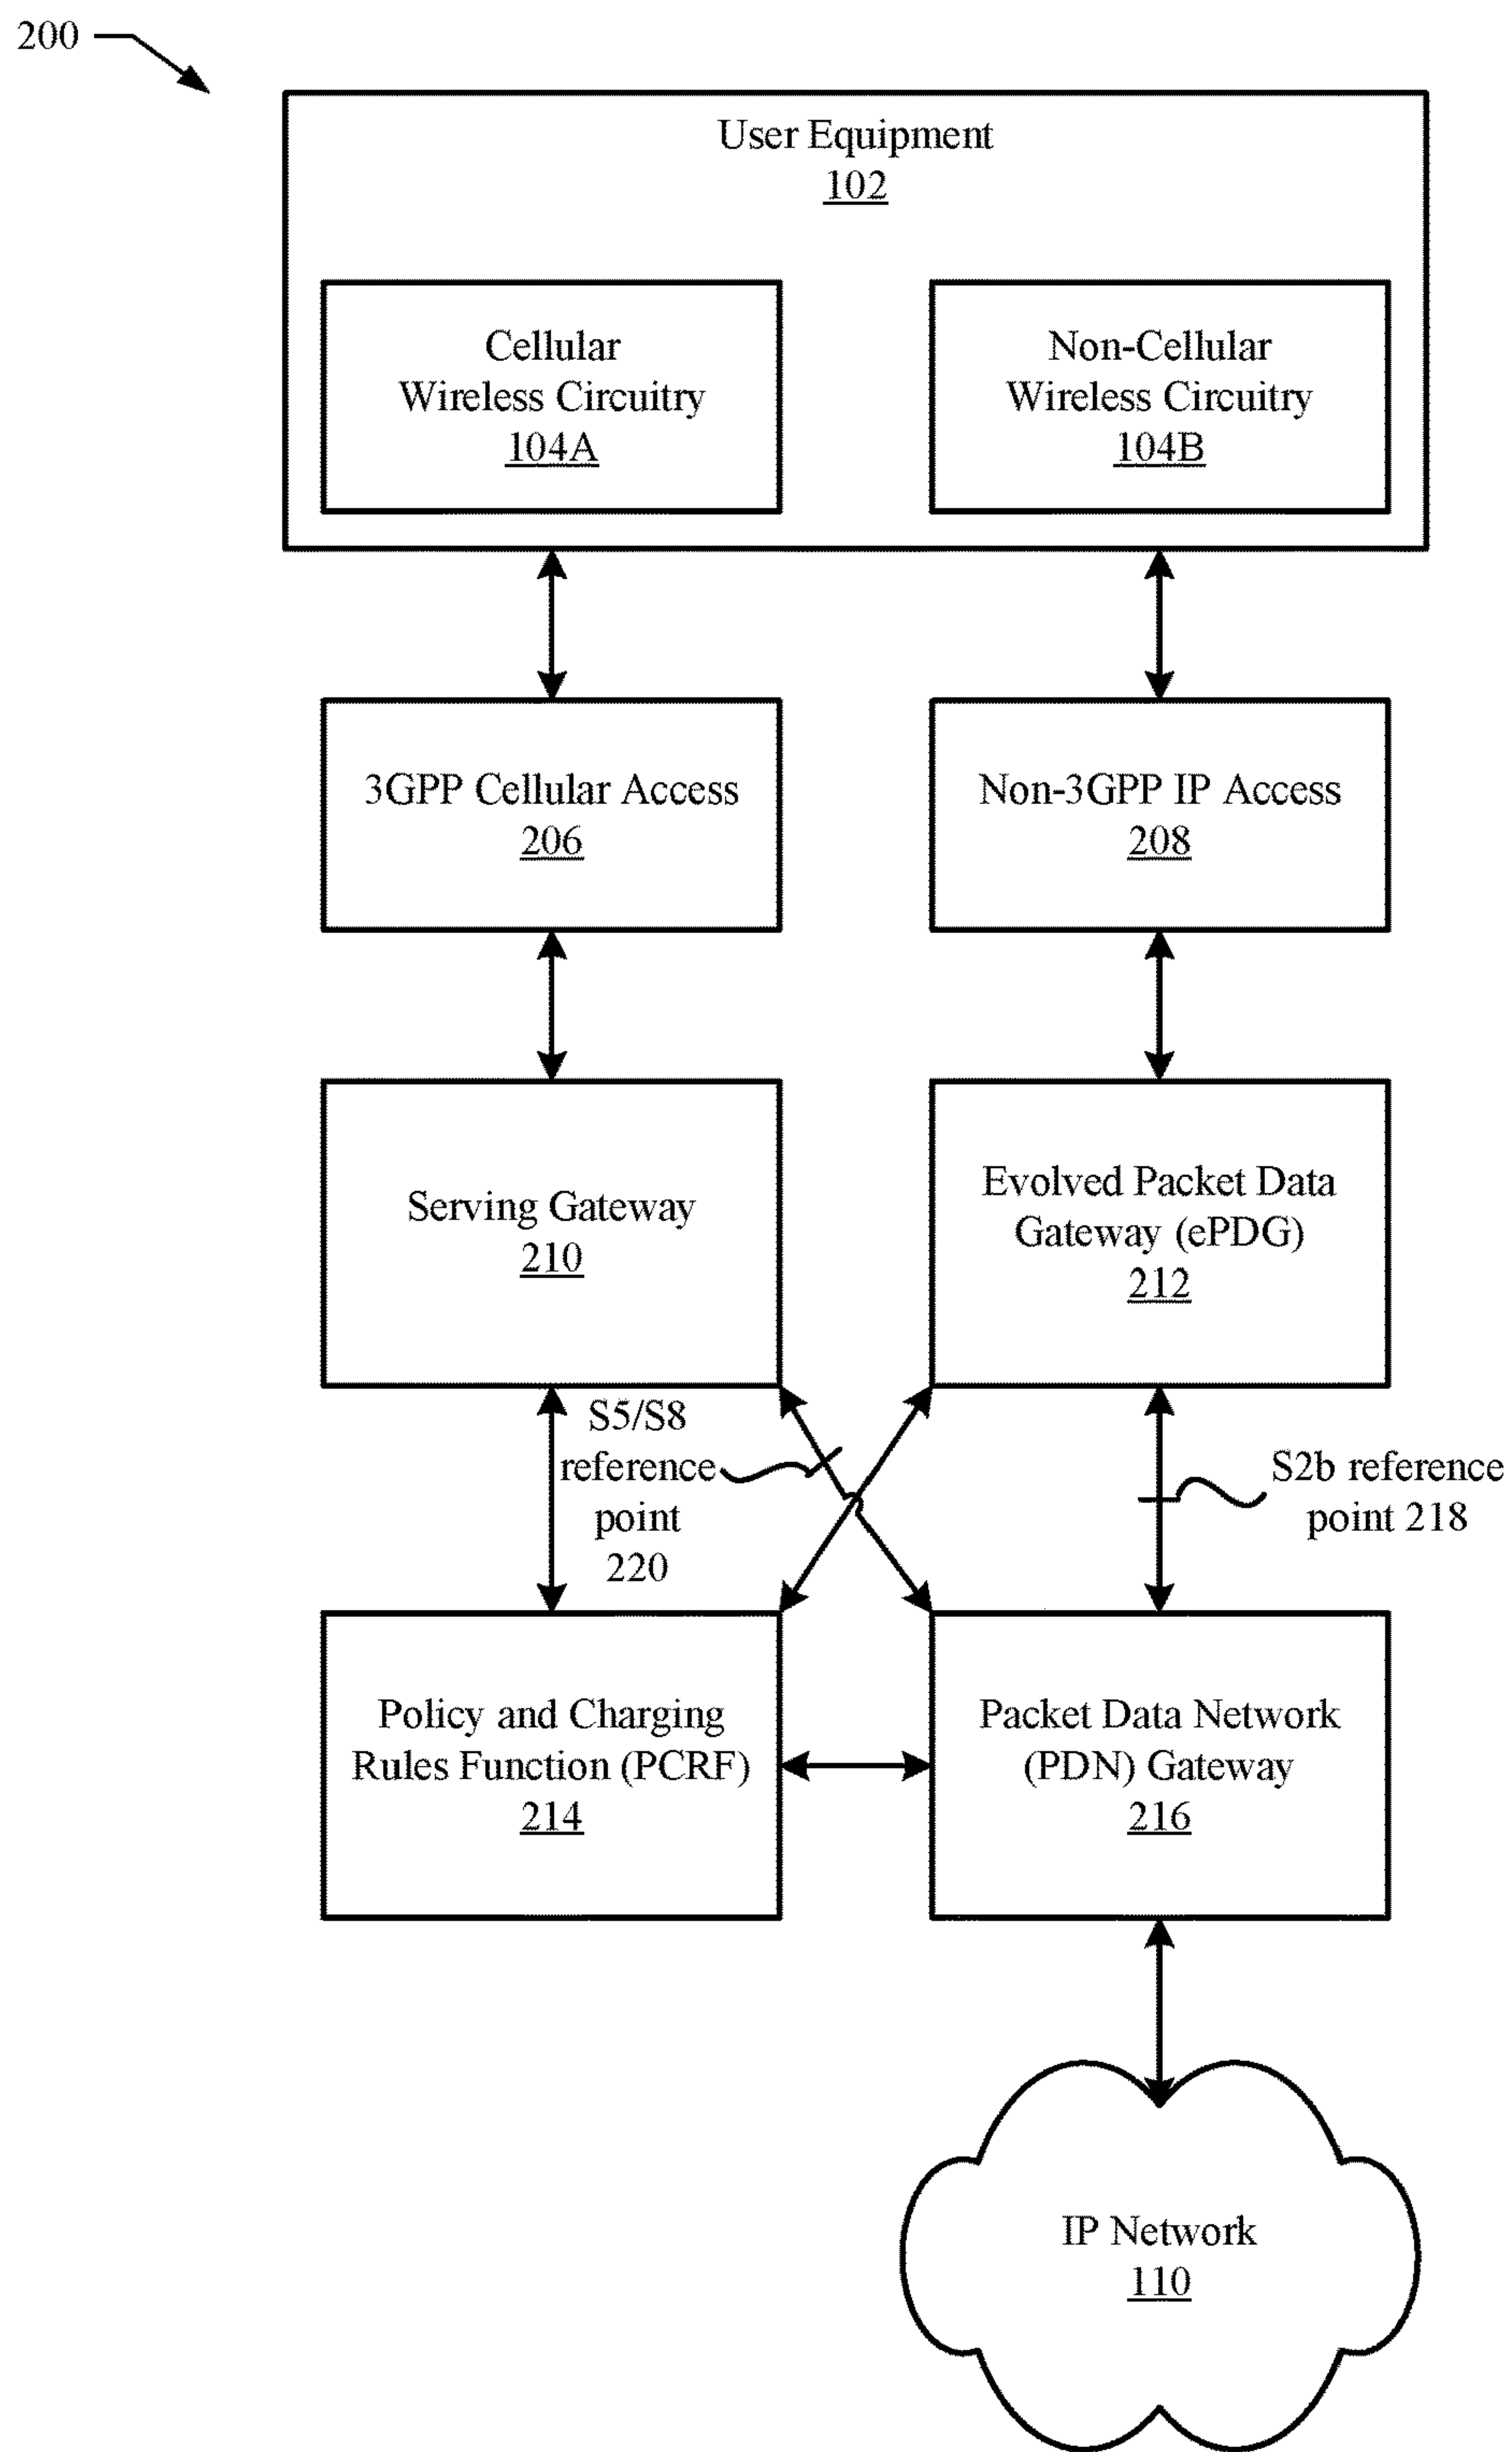 200
User Equipment
102
Cellular
Wireless Circuitry
104A
Non-Cellular
Wireless Circuitry
104B
3GPP Cellular Access
206
Non-3GPP IP Access
208
Serving Gateway
210
Evolved Packet Data
Gateway (ePDG)
212
S5/S8
reference
point
220
S2b reference
point 218
Policy and Charging
Rules Function (PCRF)
214
Packet Data Network
(PDN) Gateway
216
IP Network
110